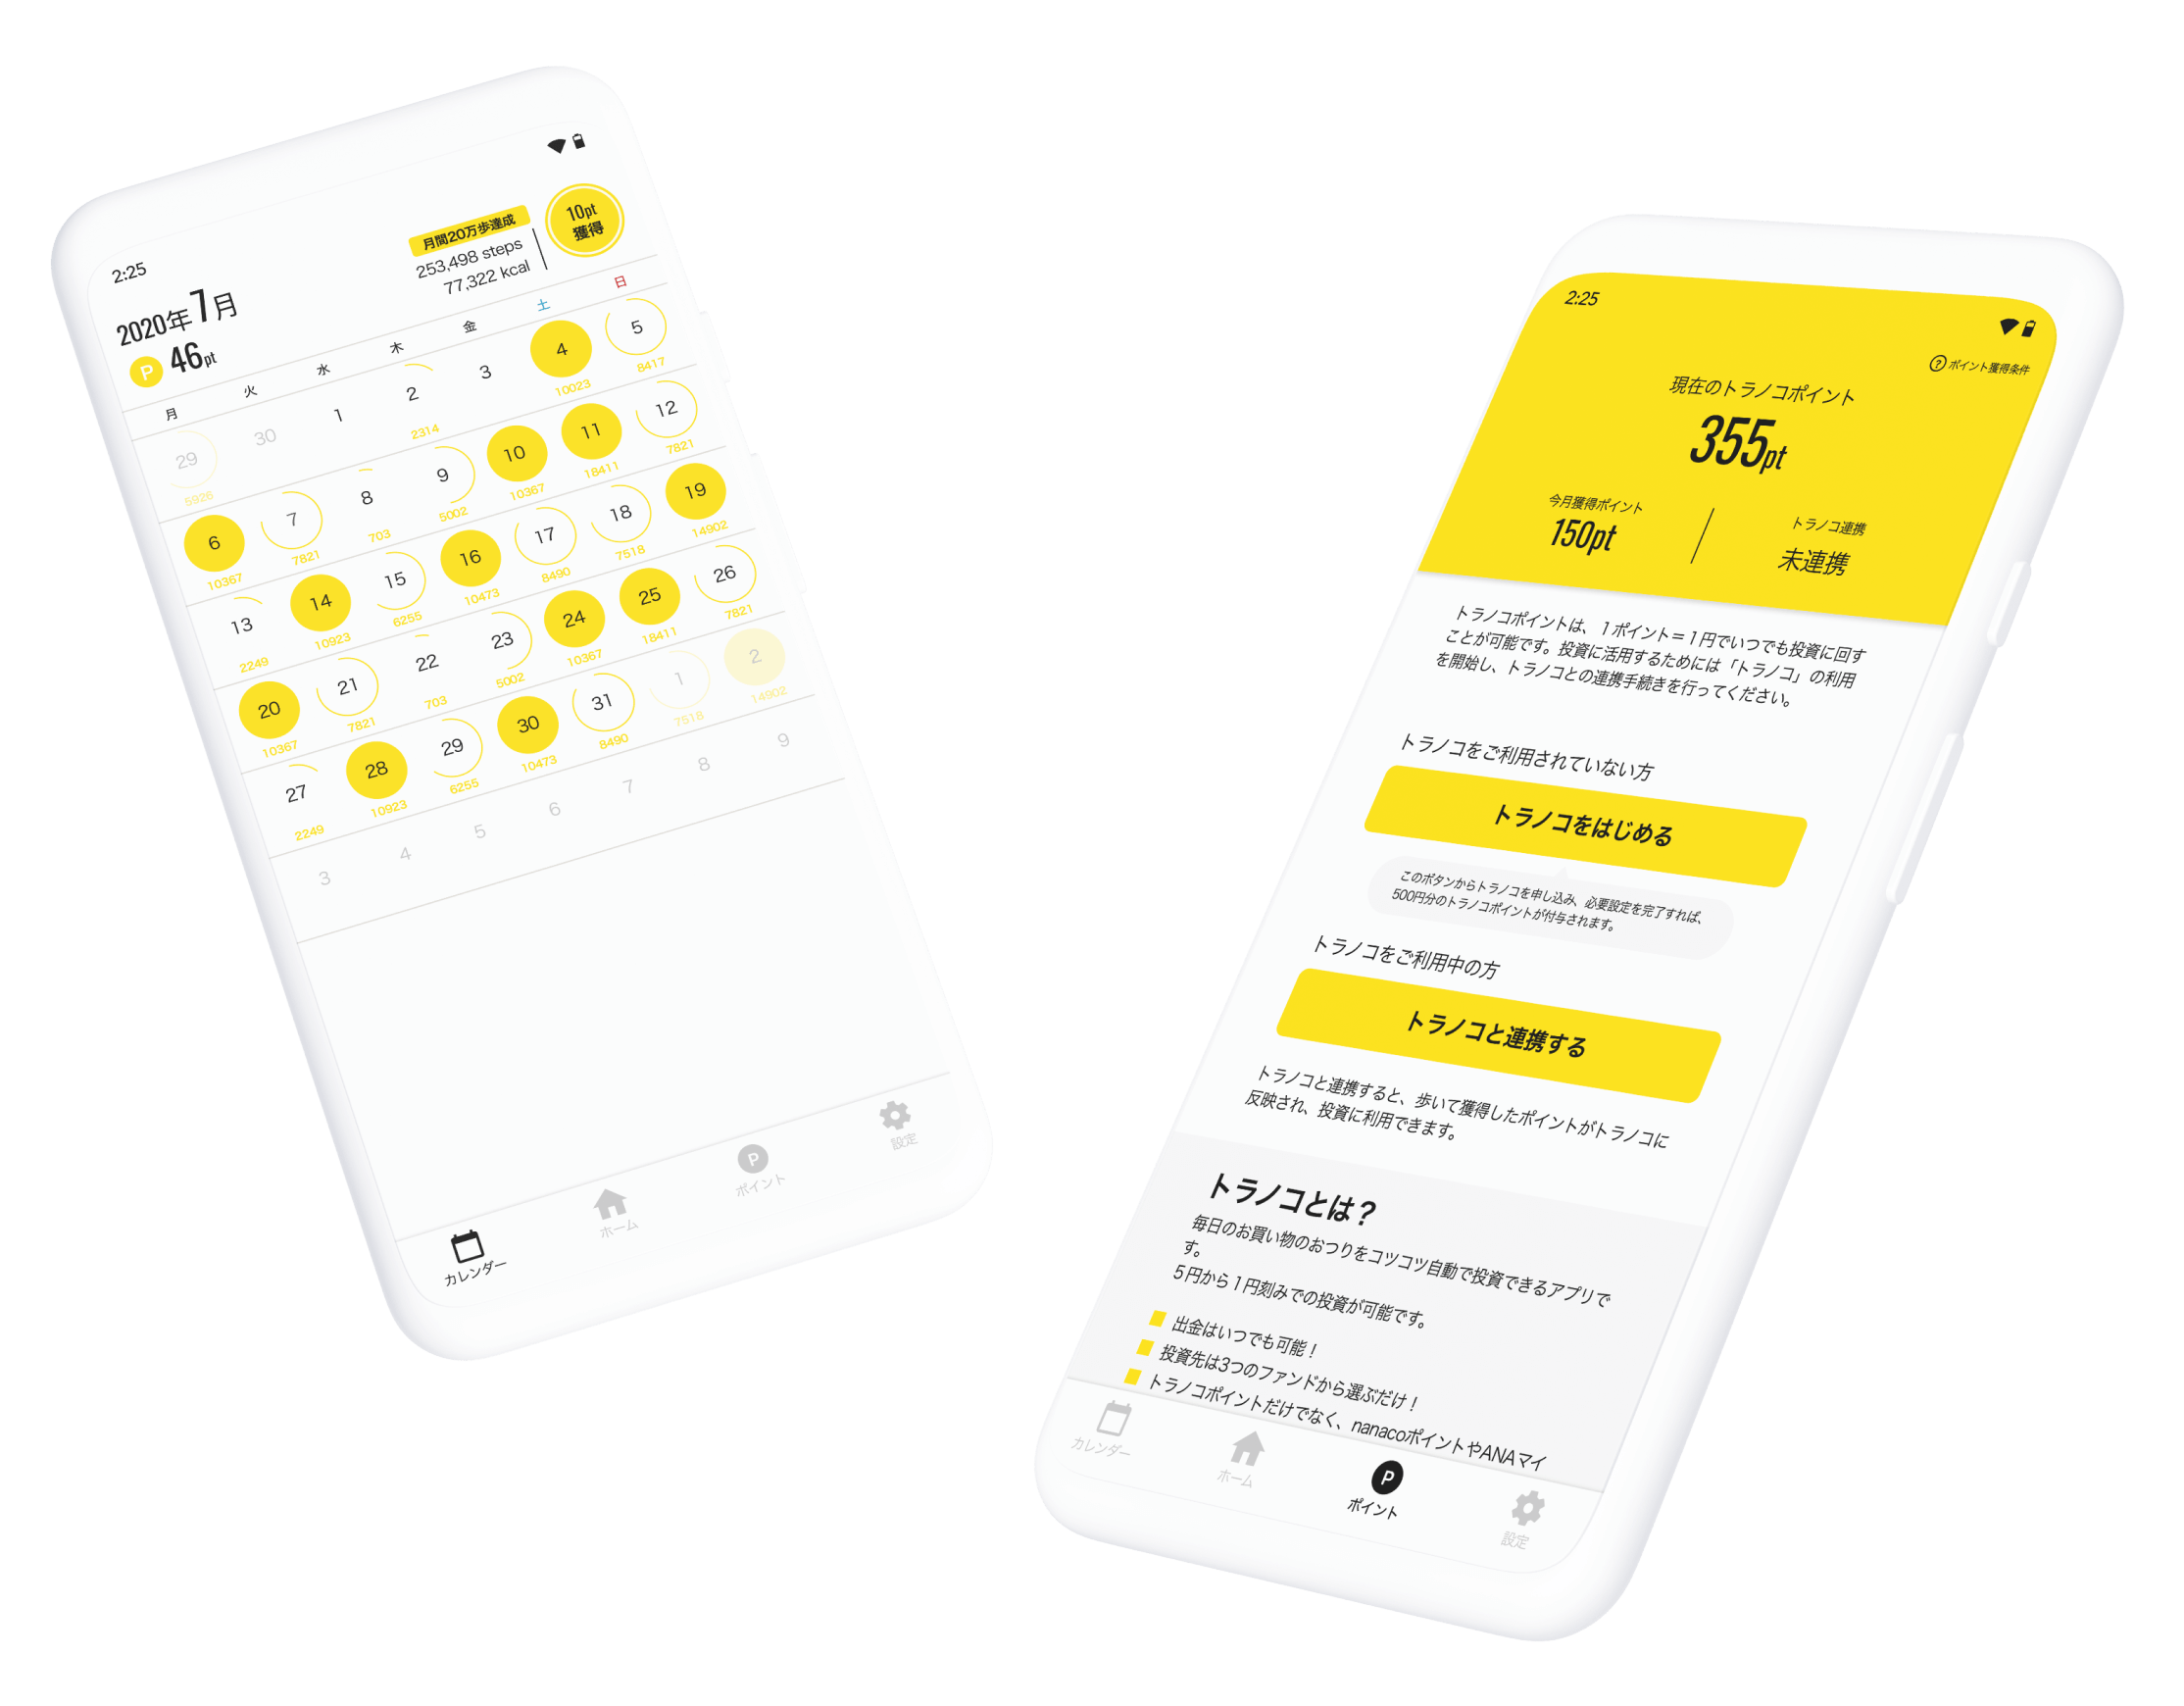 2:25
2020年7月
P 46pt
月間20万歩達成
253,498 steps
77,322 kcal
10pt
獲得
月 火 水 木 金 土 日
29 30 1 2 3 4 5
5926 2314 10023 8417
6 7 8 9 10 11 12
10367 7821 703 5002 10367 18411 7821
13 14 15 16 17 18 19
2249 10923 6255 10473 8490 7518 14902
20 21 22 23 24 25 26
10367 7821 703 5002 10367 18411 7821
27 28 29 30 31 1 2
2249 10923 6255 10473 8490 7518 14902
3 4 5 6 7 8 9
カレンダー ホーム P ポイント 設定
2:25
? ポイント獲得条件
現在のトラノコポイント
355pt
今月獲得ポイント
150pt
トラノコ連携
未連携
トラノコポイントは、1ポイント=1円でいつでも投資に回す
ことが可能です。投資に活用するためには「トラノコ」の利用
を開始し、トラノコとの連携手続きを行ってください。
トラノコをご利用されていない方
トラノコをはじめる
このボタンからトラノコを申し込み、必要設定を完了すれば、
500円分のトラノコポイントが付与されます。
トラノコをご利用中の方
トラノコと連携する
トラノコと連携すると、歩いて獲得したポイントがトラノコに
反映され、投資に利用できます。
トラノコとは?
毎日のお買い物のおつりをコツコツ自動で投資できるアプリで
す。
5円から1円刻みでの投資が可能です。
出金はいつでも可能!
投資先は3つのファンドから選ぶだけ!
トラノコポイントだけでなく、nanacoポイントやANAマイ
カレンダー ホーム P ポイント 設定